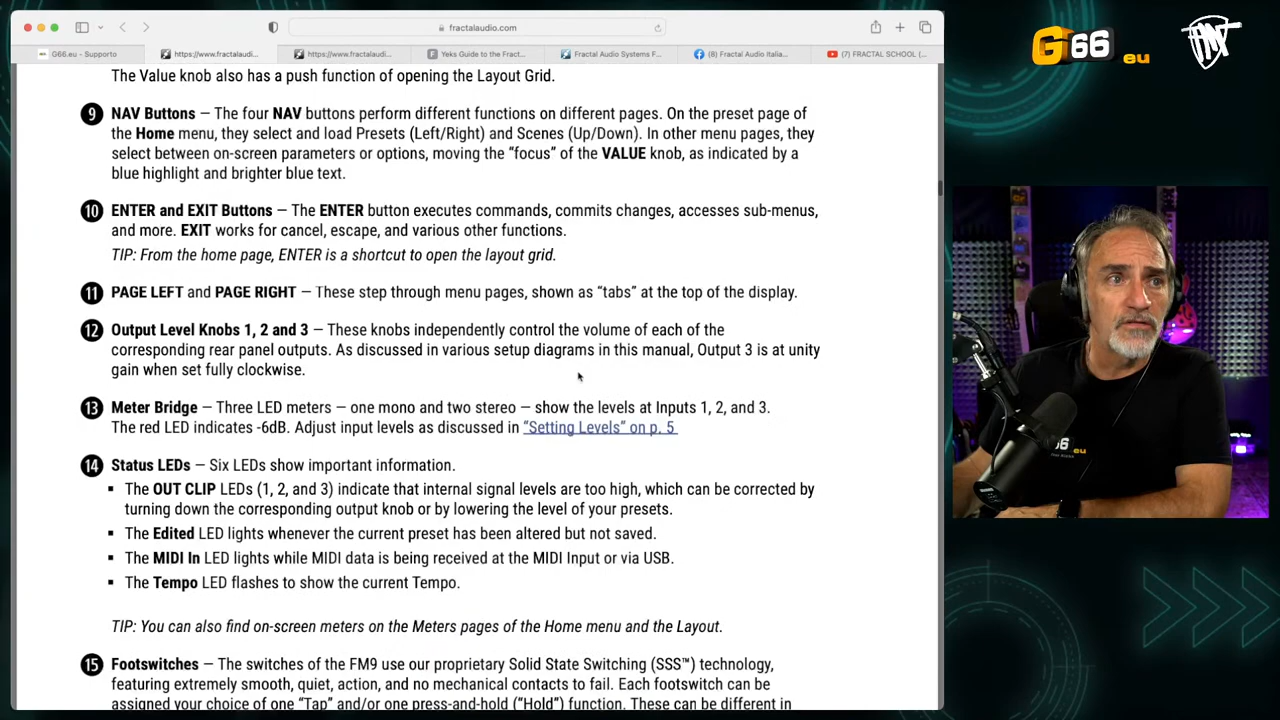 fractalaudio.com
G66.eu - Supporto
https://www.fractalaudi...
https://www.fractalaudi...
Yeks Guide to the Fract...
Fractal Audio Systems F...
(8) Fractal Audio Italia...
(7) FRACTAL SCHOOL (...
The Value knob also has a push function of opening the Layout Grid.
9 NAV Buttons — The four NAV buttons perform different functions on different pages. On the preset page of
the Home menu, they select and load Presets (Left/Right) and Scenes (Up/Down). In other menu pages, they
select between on-screen parameters or options, moving the “focus” of the VALUE knob, as indicated by a
blue highlight and brighter blue text.
10 ENTER and EXIT Buttons — The ENTER button executes commands, commits changes, accesses sub-menus,
and more. EXIT works for cancel, escape, and various other functions.
TIP: From the home page, ENTER is a shortcut to open the layout grid.
11 PAGE LEFT and PAGE RIGHT — These step through menu pages, shown as “tabs” at the top of the display.
12 Output Level Knobs 1, 2 and 3 — These knobs independently control the volume of each of the
corresponding rear panel outputs. As discussed in various setup diagrams in this manual, Output 3 is at unity
gain when set fully clockwise.
13 Meter Bridge — Three LED meters — one mono and two stereo — show the levels at Inputs 1, 2, and 3.
The red LED indicates -6dB. Adjust input levels as discussed in “Setting Levels” on p. 5
14 Status LEDs — Six LEDs show important information.
▪ The OUT CLIP LEDs (1, 2, and 3) indicate that internal signal levels are too high, which can be corrected by
turning down the corresponding output knob or by lowering the level of your presets.
▪ The Edited LED lights whenever the current preset has been altered but not saved.
▪ The MIDI In LED lights while MIDI data is being received at the MIDI Input or via USB.
▪ The Tempo LED flashes to show the current Tempo.
TIP: You can also find on-screen meters on the Meters pages of the Home menu and the Layout.
15 Footswitches — The switches of the FM9 use our proprietary Solid State Switching (SSS™) technology,
featuring extremely smooth, quiet, action, and no mechanical contacts to fail. Each footswitch can be
assigned your choice of one “Tap” and/or one press-and-hold (“Hold”) function. These can be different in
G66.eu
66.eu